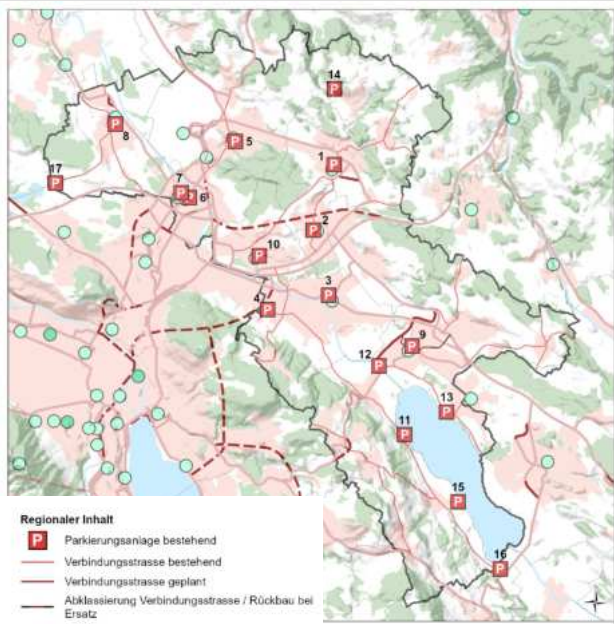 14
P
8
P
5
P
1
P
17
P
7
P
P
6
2
P
10
P
3
P
4
P
9
P
12
P
13
P
11
P
15
P
16
P
Regionaler Inhalt
P Parkierungsanlage bestehend
Verbindungsstrasse bestehend
Verbindungsstrasse geplant
Abklassierung Verbindungsstrasse / Rückbau bei
Ersatz